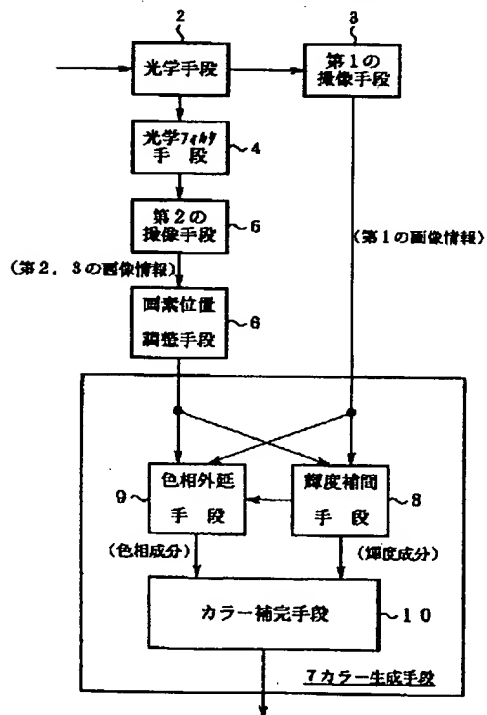 2
3
光学手段
第1の
撮像手段
光学フィルタ
手 段
4
第2の
撮像手段
5
(第1の画像情報)
(第2,3の画像情報)
画素位置
調整手段
6
色相外延
手 段
9
輝度補間
手 段
8
(色相成分)
(輝度成分)
カラー補完手段
10
7カラー生成手段